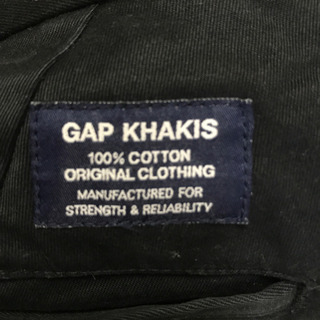 GAP KHAKIS
100% COTTON
ORIGINAL CLOTHING
MANUFACTURED FOR
STRENGTH & RELIABILITY